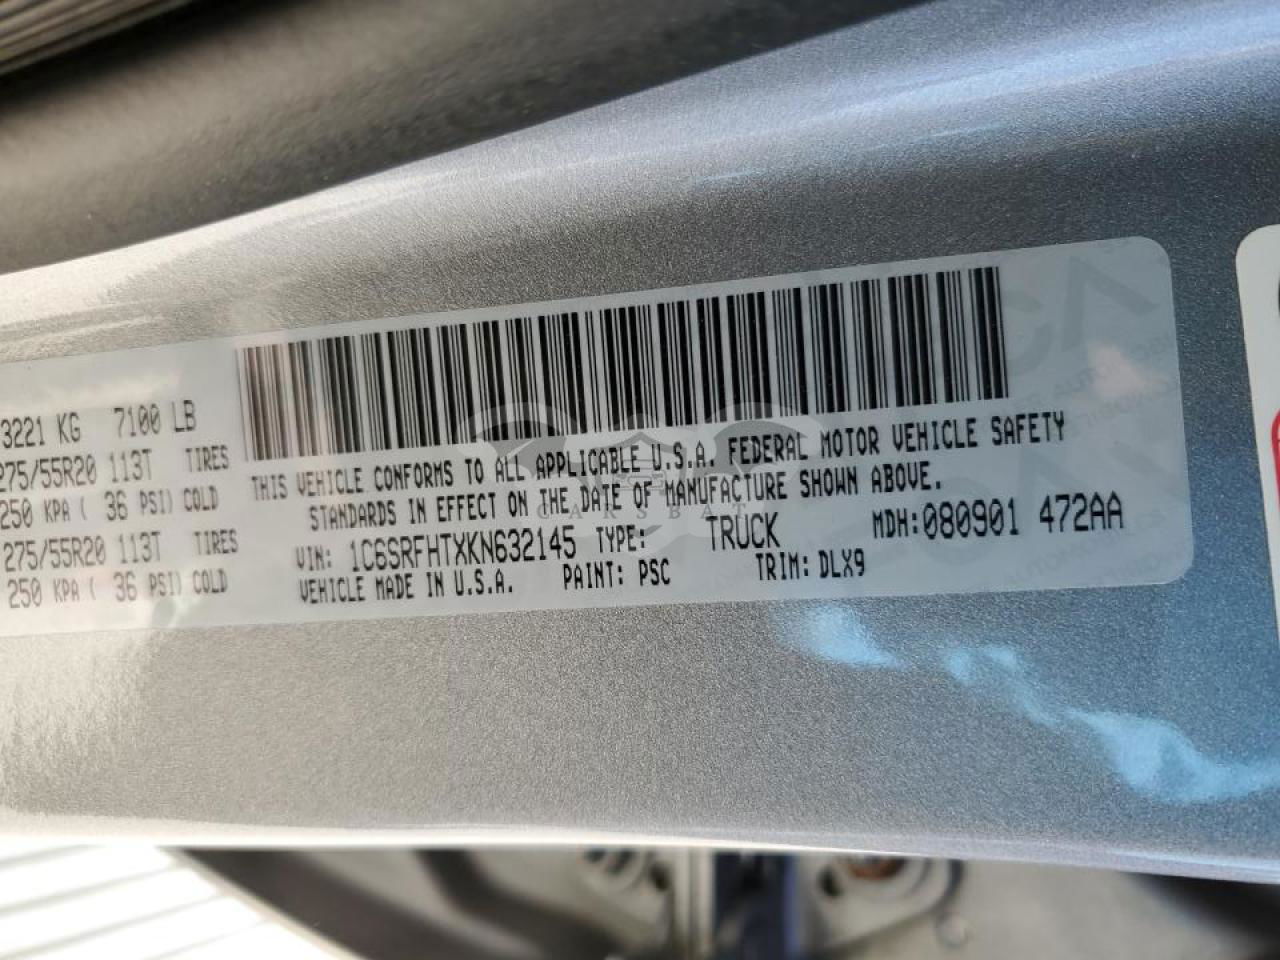 3221 KG 7100 LB
275/55R20 113T TIRES
250 KPA ( 36 PSI) COLD
275/55R20 113T TIRES
250 KPA ( 36 PSI) COLD
THIS VEHICLE CONFORMS TO ALL APPLICABLE U.S.A. FEDERAL MOTOR VEHICLE SAFETY
STANDARDS IN EFFECT ON THE DATE OF MANUFACTURE SHOWN ABOVE.
VIN: 1C6SRFHTXKN632145 TYPE: TRUCK MDH:080901 472AA
VEHICLE MADE IN U.S.A. PAINT: PSC TRIM: DLX9
CARSBAT